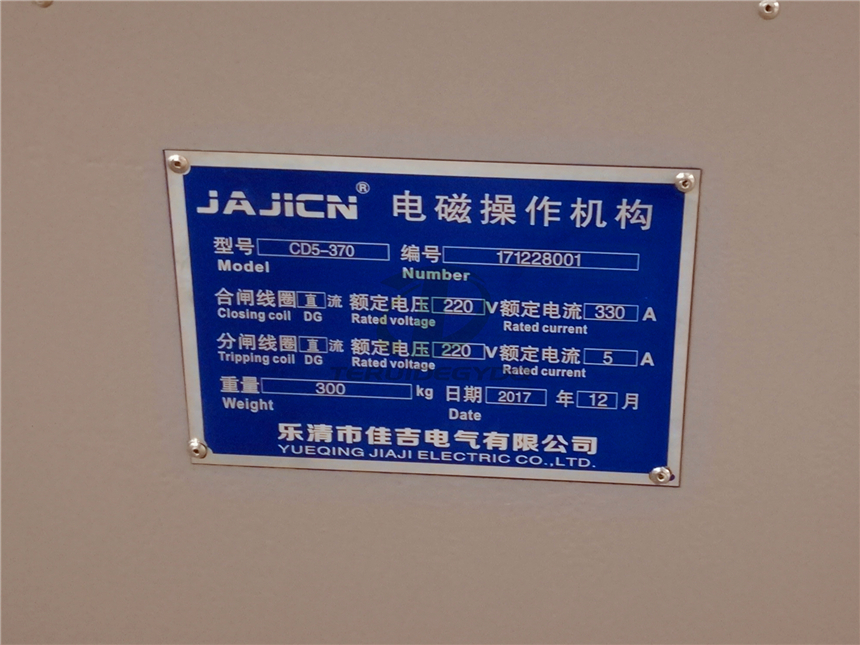 JAJICN® 电磁操作机构
型号 CD5-370 编号 171228001
Model Number
合闸线圈 直 流 额定电压 220 V 额定电流 330 A
Closing coil DG Rated voltage Rated current
分闸线圈 直 流 额定电压 220 V 额定电流 5 A
Tripping coil DG Rated voltage Rated current
重量 300 kg 日期 2017 年 12 月
Weight Date
乐清市佳吉电气有限公司
YUEQING JIAJI ELECTRIC CO.,LTD.